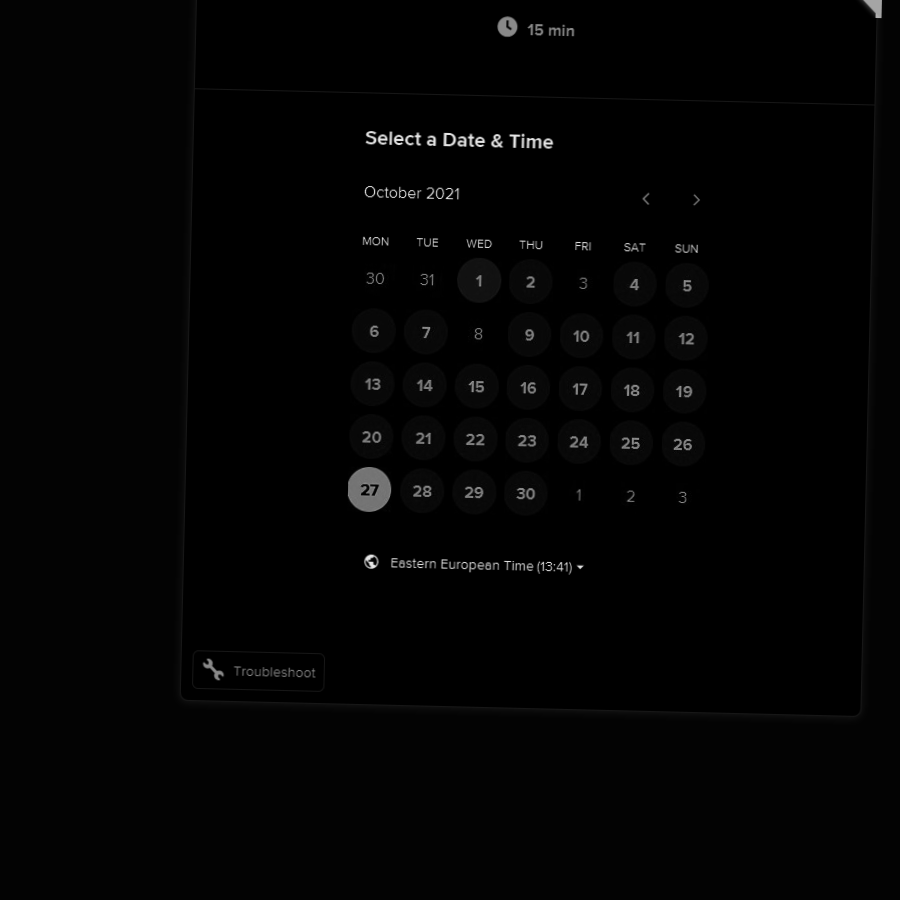 15 min
Select a Date & Time
October 2021
MON TUE WED THU FRI SAT SUN
30 31 1 2 3 4 5
6 7 8 9 10 11 12
13 14 15 16 17 18 19
20 21 22 23 24 25 26
27 28 29 30 1 2 3
Eastern European Time (13:41)
Troubleshoot